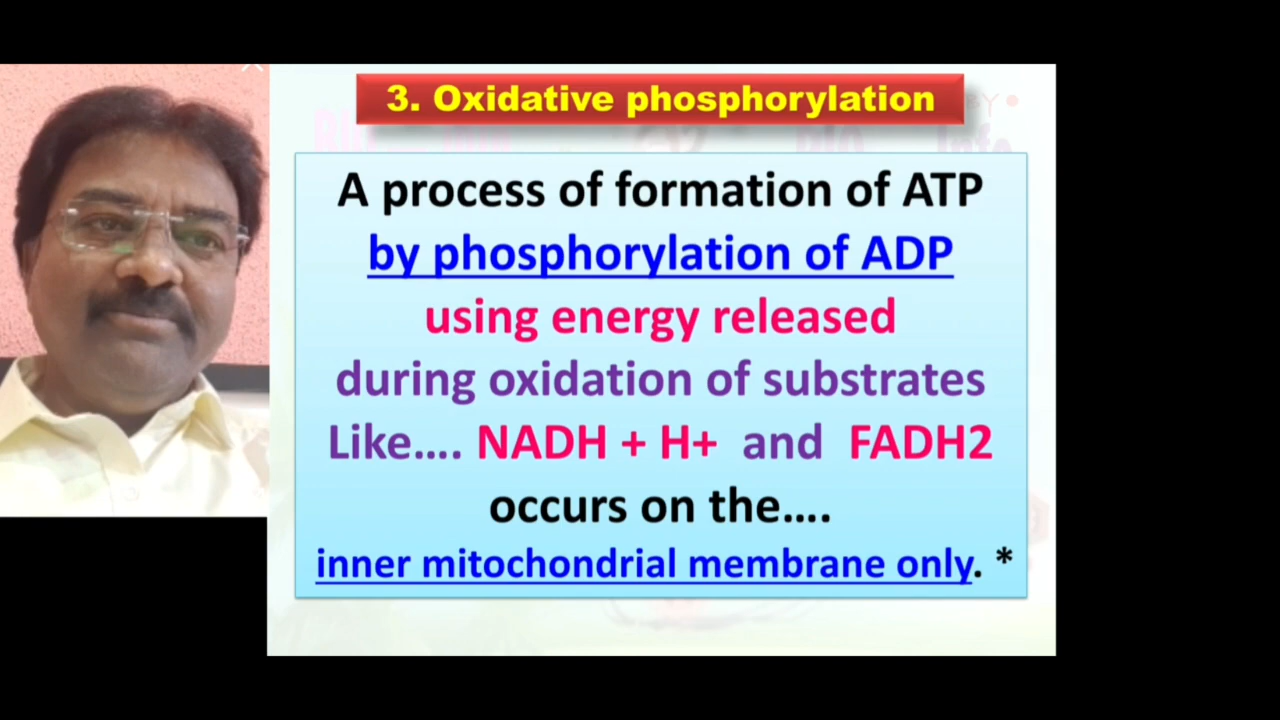 3. Oxidative phosphorylation
A process of formation of ATP
by phosphorylation of ADP
using energy released
during oxidation of substrates
Like.... NADH + H+ and FADH2
occurs on the....
inner mitochondrial membrane only. *